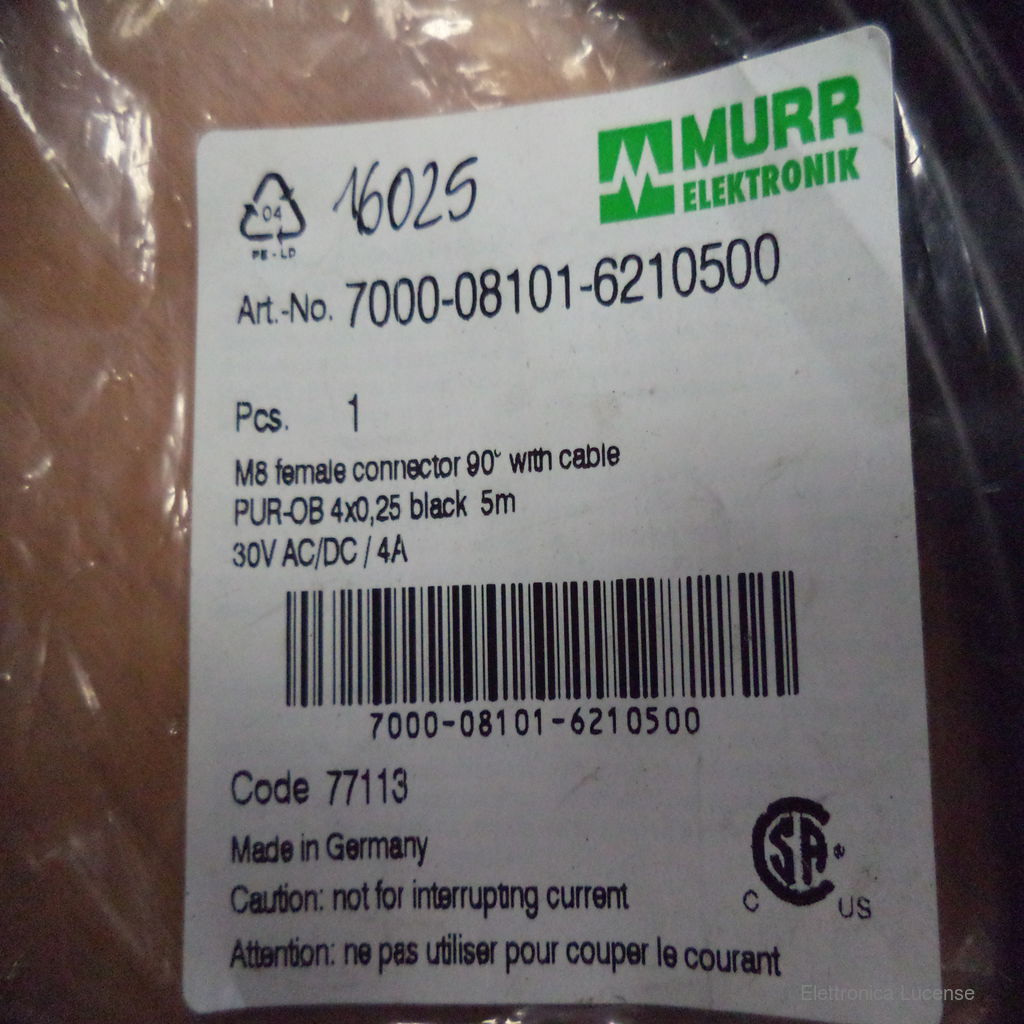 MURR
ELEKTRONIK
04
PE-LD
16025
Art.-No. 7000-08101-6210500
Pcs. 1
M8 female connector 90° with cable
PUR-OB 4x0,25 black 5m
30V AC/DC / 4A
7000-08101-6210500
Code 77113
Made in Germany
Caution: not for interrupting current
Attention: ne pas utiliser pour couper le courant
C SA ® US
Elettronica Lucense